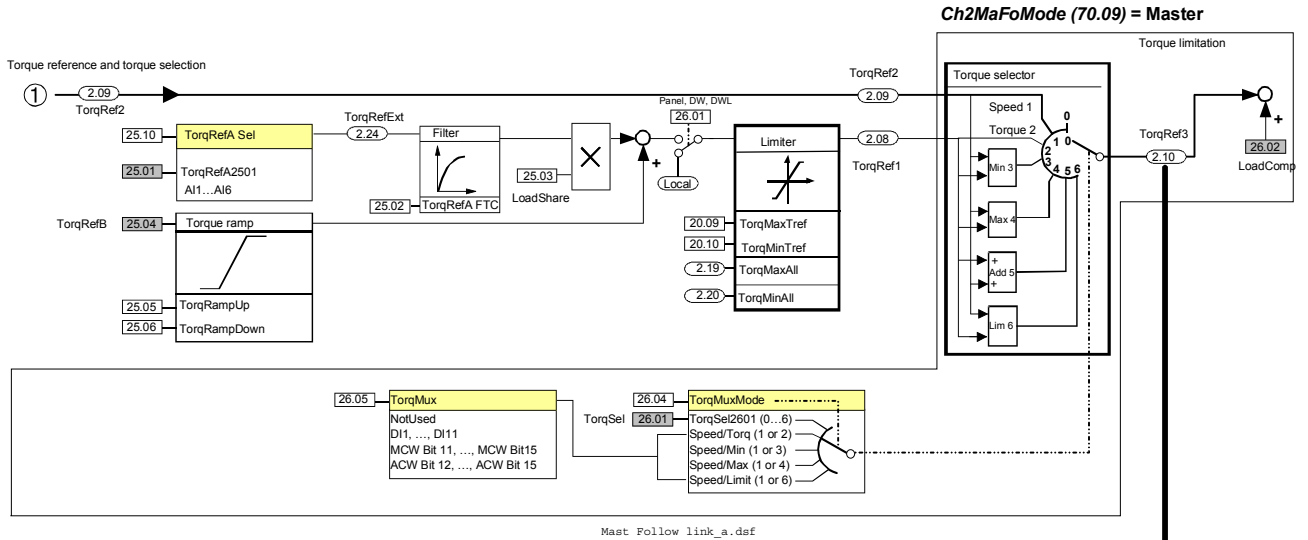 Ch2MaFoMode (70.09) = Master
Torque limitation
Torque reference and torque selection
1
2.09
TorqRef2
25.10
TorqRefA Sel
25.01
TorqRefA2501
AI1...AI6
TorqRefExt
2.24
Filter
25.02
TorqRefA FTC
25.03
LoadShare
+
Panel, DW, DWL
26.01
Local
TorqRefB
25.04
Torque ramp
25.05
TorqRampUp
25.06
TorqRampDown
Limiter
20.09
TorqMaxTref
20.10
TorqMinTref
2.19
TorqMaxAll
2.20
TorqMinAll
TorqRef2
2.09
2.08
TorqRef1
Torque selector
Speed 1
0
Torque 2
1 0
2
3
4 5 6
Min 3
Max 4
+
Add 5
+
Lim 6
TorqRef3
2.10
+
26.02
LoadComp
26.05
TorqMux
NotUsed
DI1, ..., DI11
MCW Bit 11, ..., MCW Bit15
ACW Bit 12, ..., ACW Bit 15
26.04
TorqMuxMode
TorqSel
26.01
TorqSel2601 (0...6)
Speed/Torq (1 or 2)
Speed/Min (1 or 3)
Speed/Max (1 or 4)
Speed/Limit (1 or 6)
Mast Follow link_a.dsf